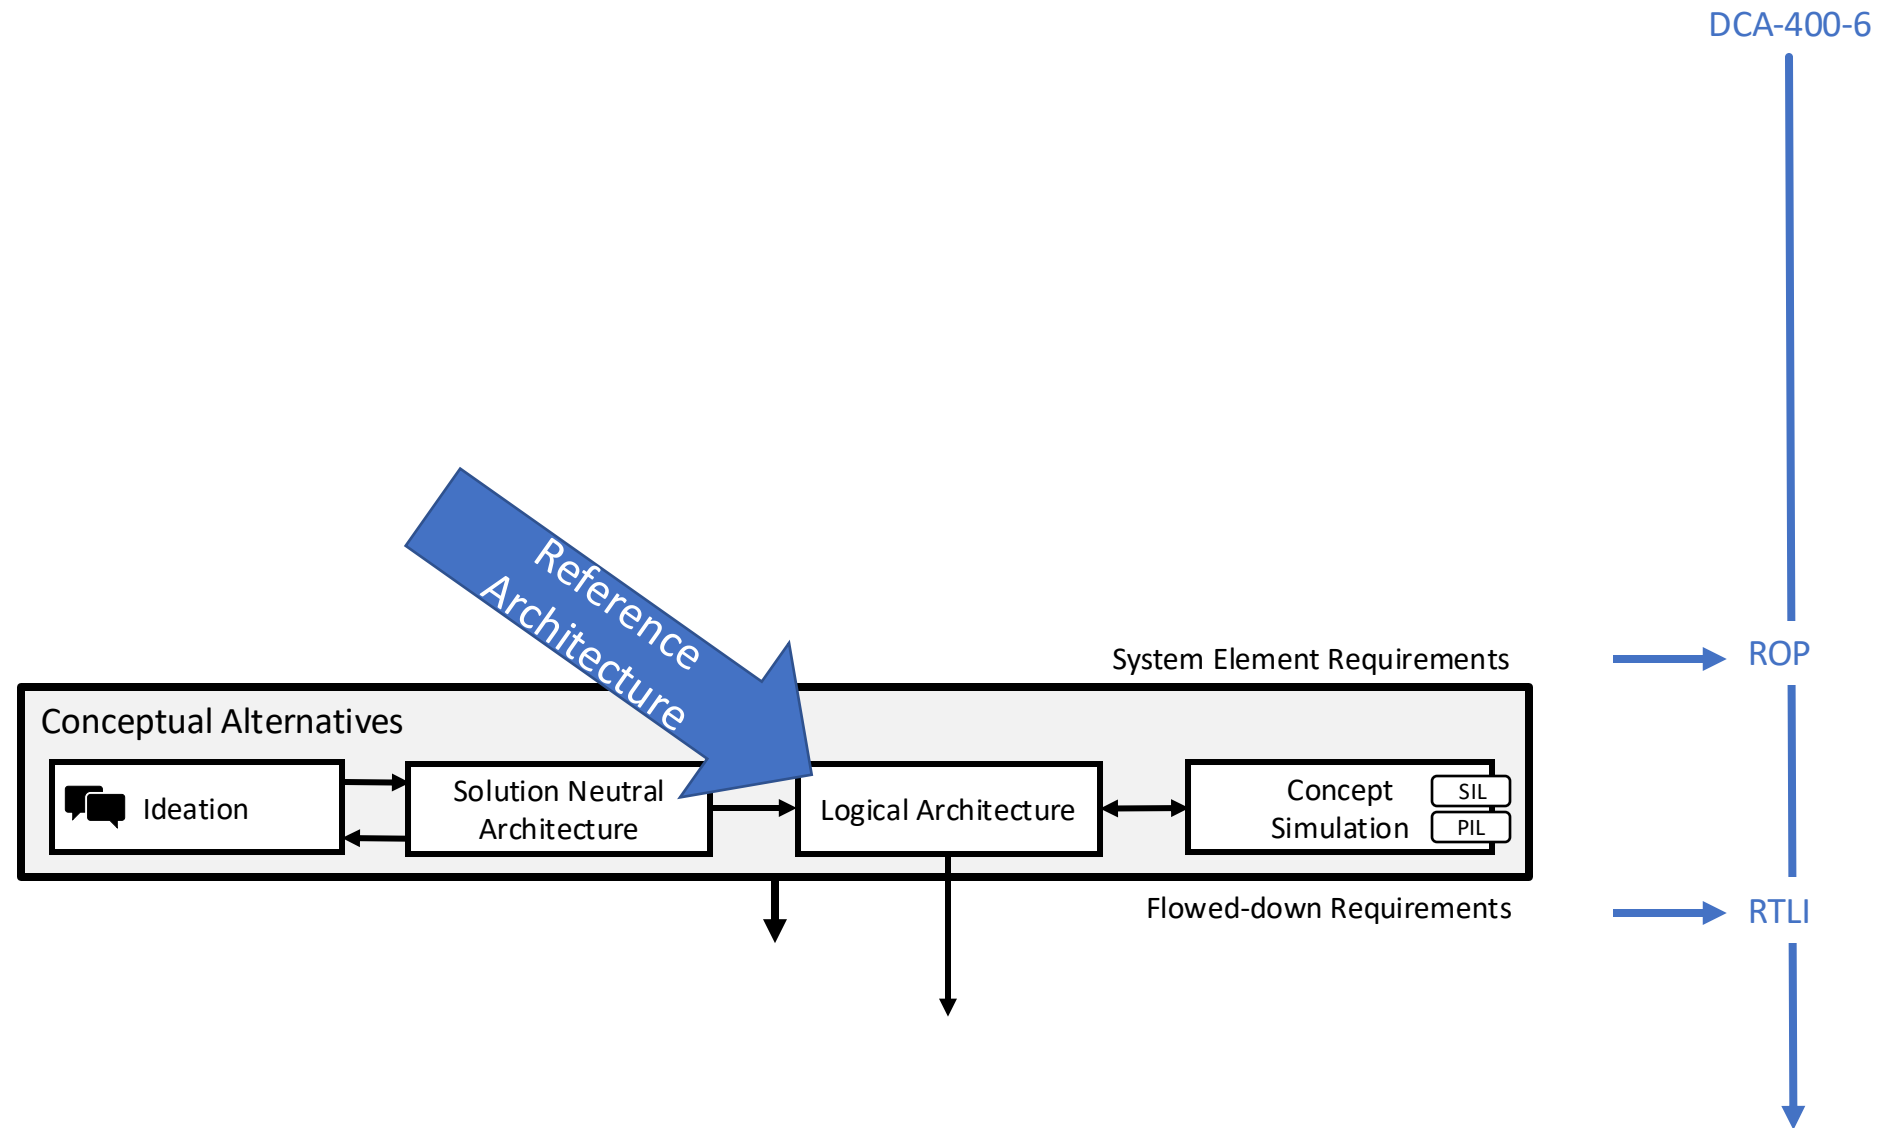 DCA-400-6
Reference
Architecture
System Element Requirements
ROP
Conceptual Alternatives
Ideation
Solution Neutral
Architecture
Logical Architecture
Concept
Simulation
SIL
PIL
Flowed-down Requirements
RTLI